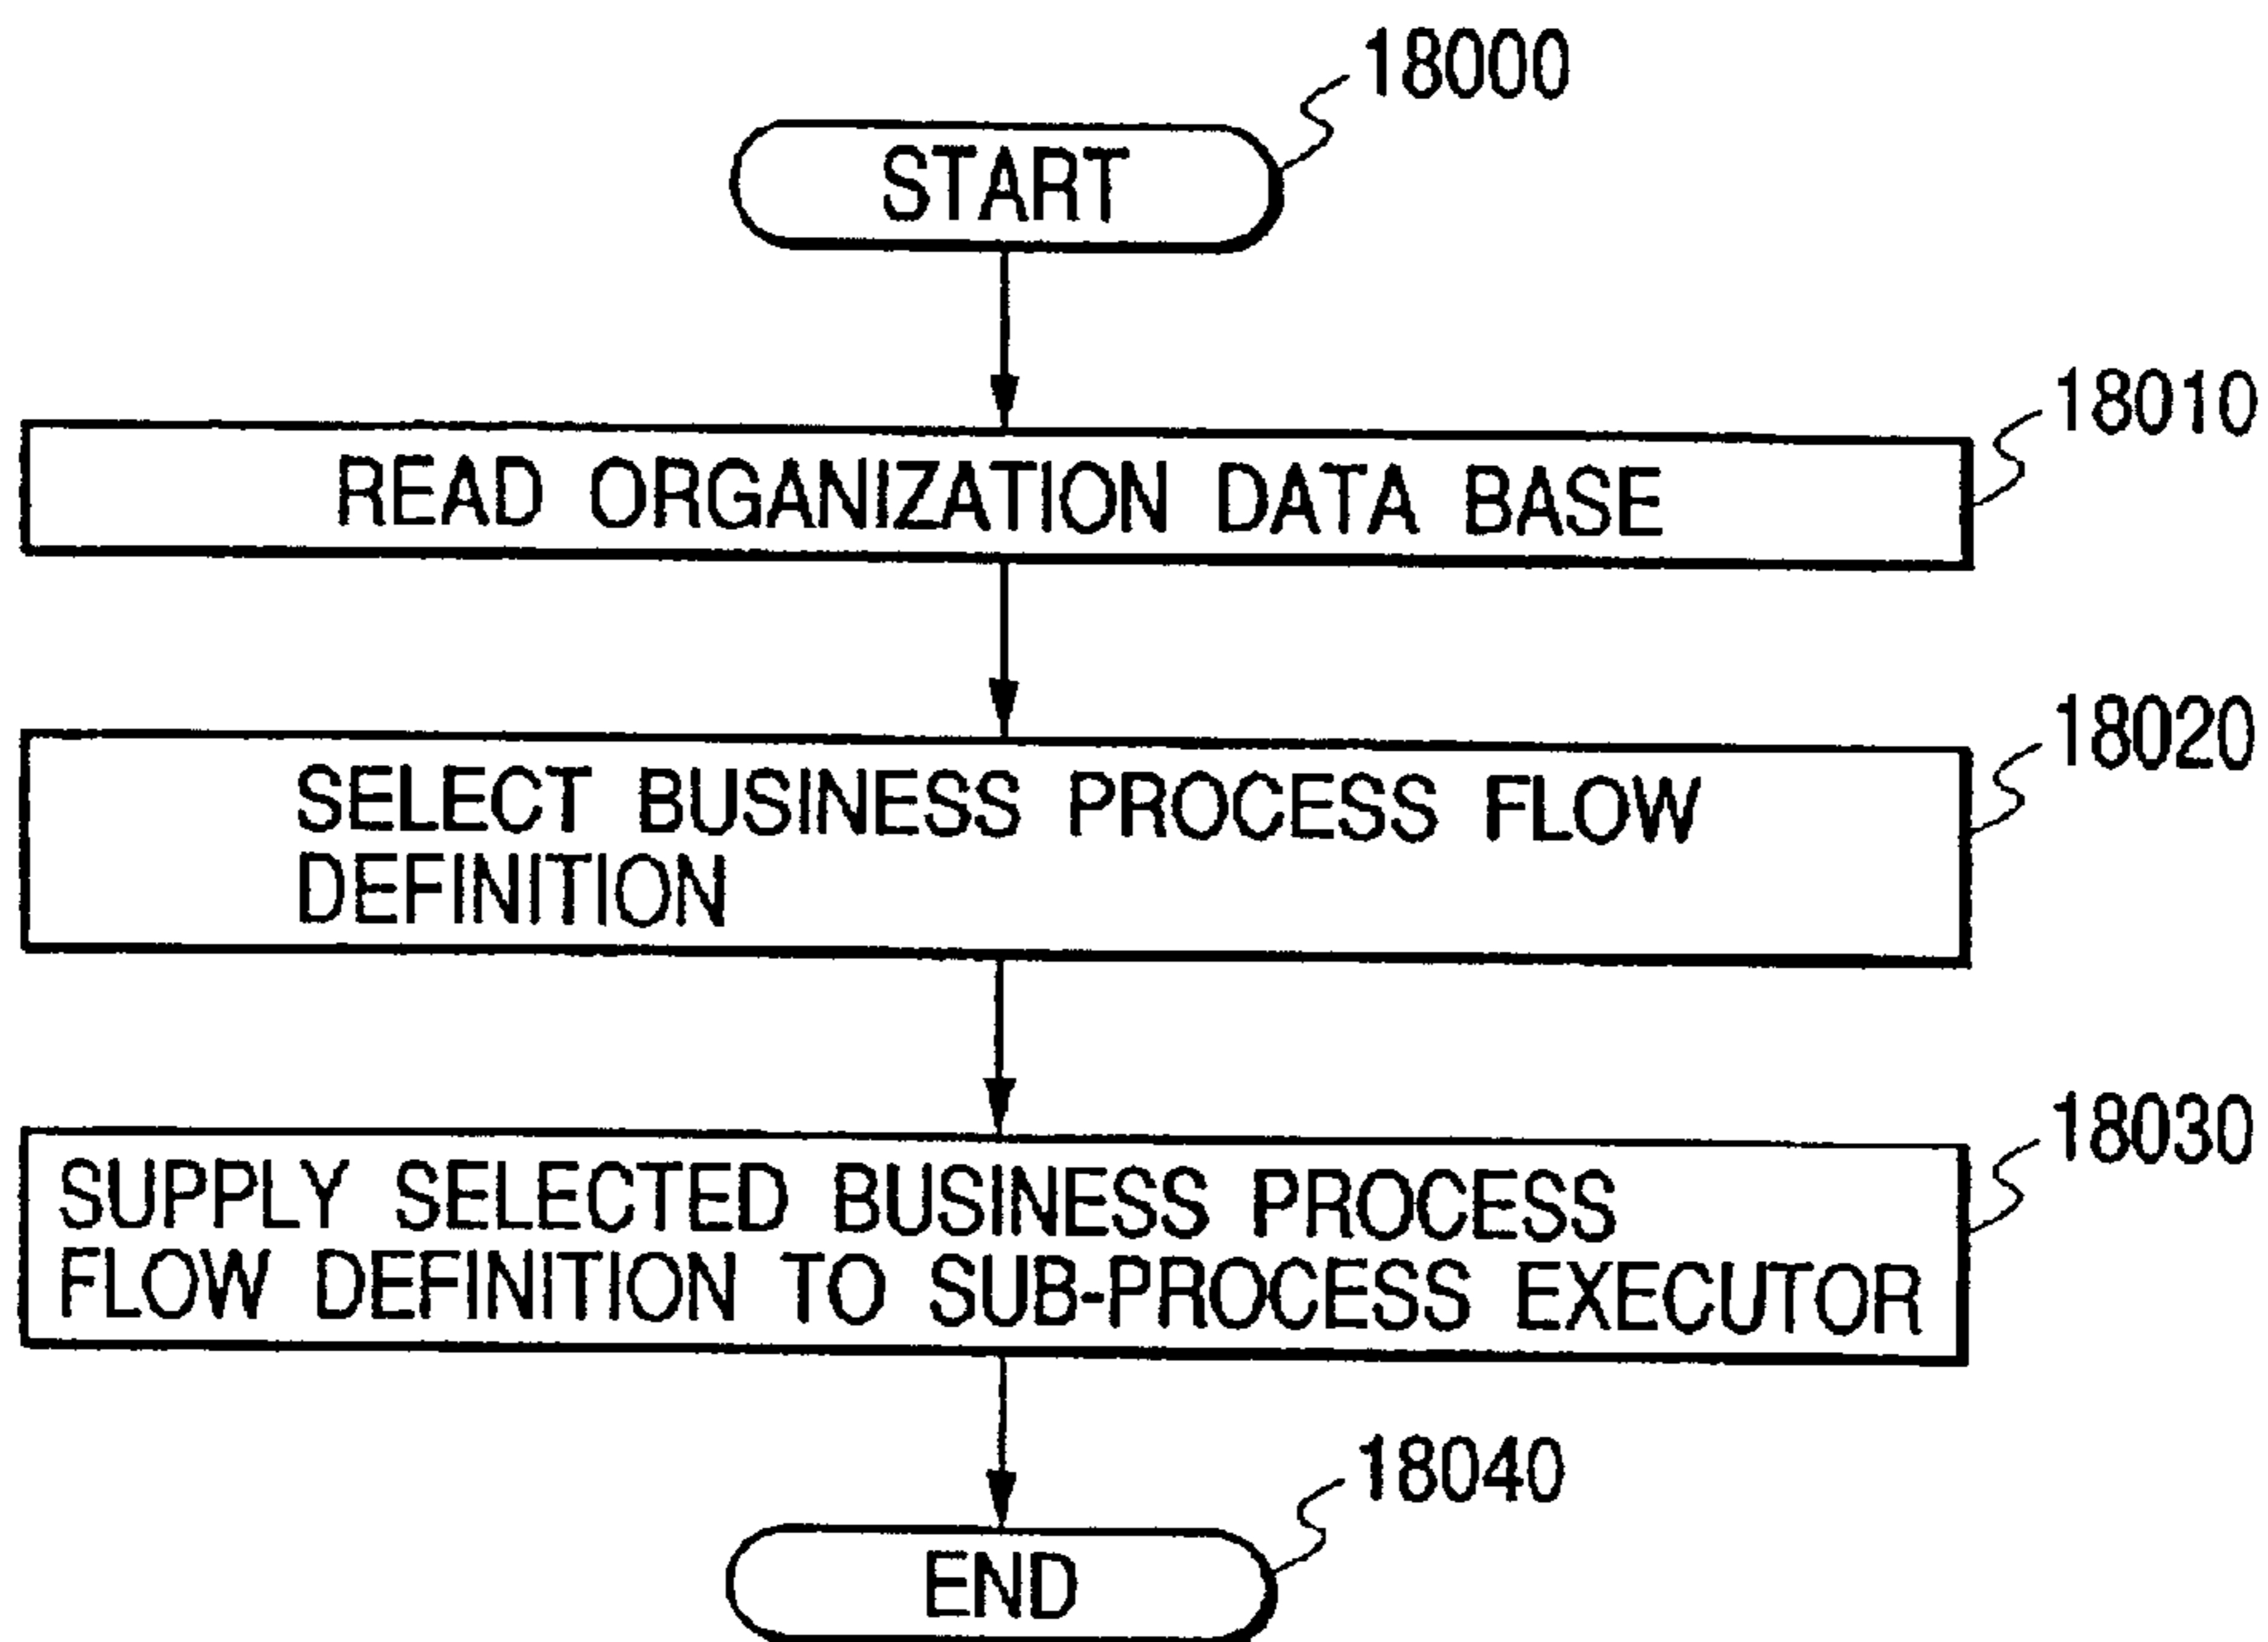 18000
START
18010
READ ORGANIZATION DATA BASE
18020
SELECT BUSINESS PROCESS FLOW
DEFINITION
18030
SUPPLY SELECTED BUSINESS PROCESS
FLOW DEFINITION TO SUB-PROCESS EXECUTOR
18040
END